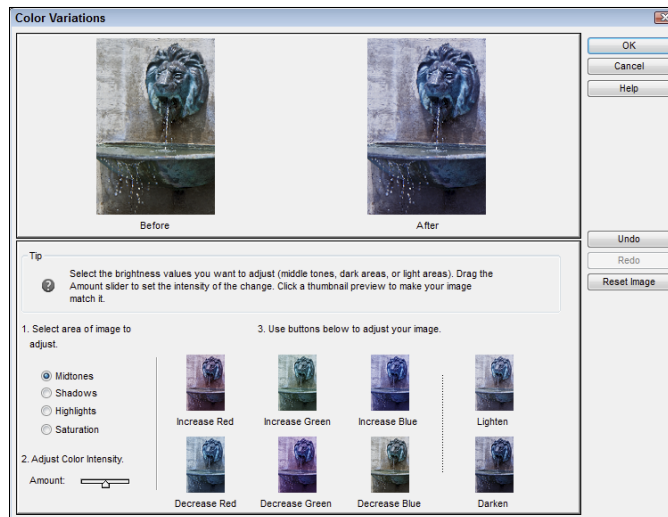 Color Variations
OK
Cancel
Help
Before
After
Undo
Redo
Reset Image
Tip
Select the brightness values you want to adjust (middle tones, dark areas, or light areas). Drag the
Amount slider to set the intensity of the change. Click a thumbnail preview to make your image
match it.
1. Select area of image to
adjust.
Midtones
Shadows
Highlights
Saturation
2. Adjust Color Intensity.
Amount:
3. Use buttons below to adjust your image.
Increase Red
Increase Green
Increase Blue
Lighten
Decrease Red
Decrease Green
Decrease Blue
Darken